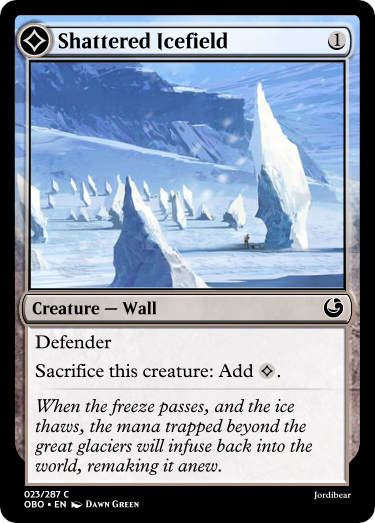 Shattered Icefield 1
Creature — Wall
Defender
Sacrifice this creature: Add ◇.
When the freeze passes, and the ice
thaws, the mana trapped beyond the
great glaciers will infuse back into the
world, remaking it anew.
023/287 C Jordibear
OBO • EN Dawn Green